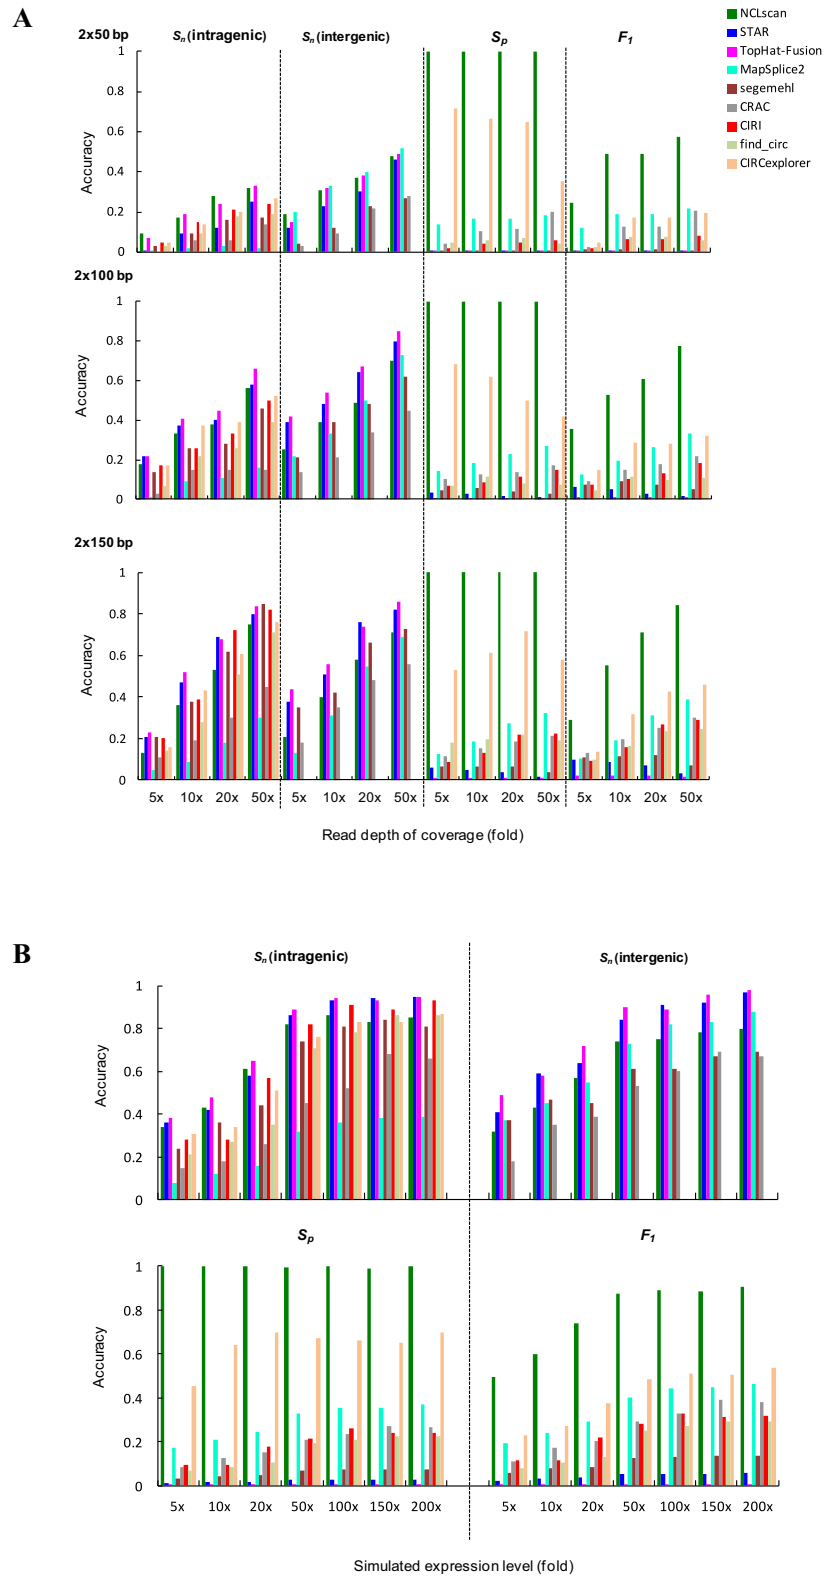 A
2x50 bp
Sn (intragenic)
Sn (intergenic)
Sp
F1
NCLscan
STAR
TopHat-Fusion
MapSplice2
segemehl
CRAC
CIRI
find_circ
CIRCexplorer
1
0.8
0.6
0.4
0.2
0
Accuracy
2x100 bp
1
0.8
0.6
0.4
0.2
0
Accuracy
2x150 bp
1
0.8
0.6
0.4
0.2
0
Accuracy
5x 10x 20x 50x 5x 10x 20x 50x 5x 10x 20x 50x 5x 10x 20x 50x
Read depth of coverage (fold)
B
Sn (intragenic)
Sn (intergenic)
1
0.8
0.6
0.4
0.2
0
Accuracy
Sp
F1
1
0.8
0.6
0.4
0.2
0
Accuracy
5x 10x 20x 50x 100x 150x 200x 5x 10x 20x 50x 100x 150x 200x
Simulated expression level (fold)